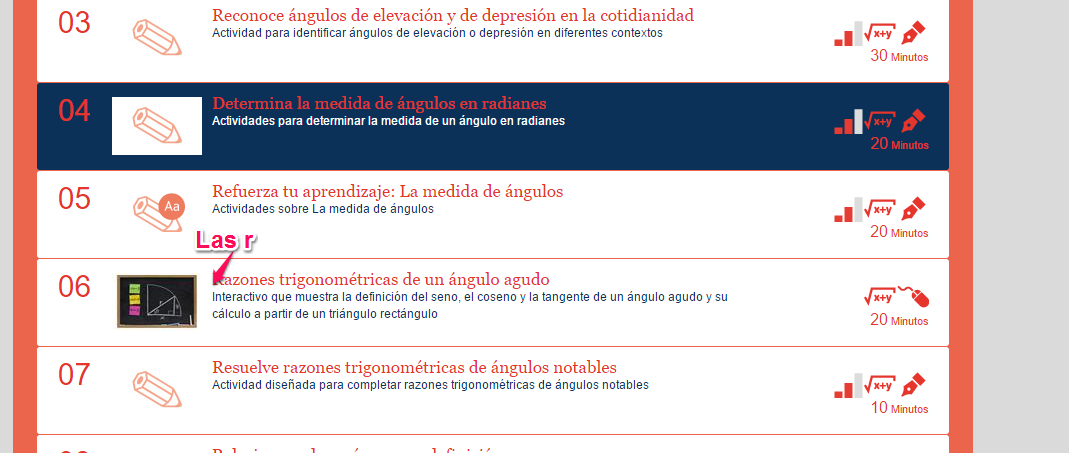 03
Reconoce ángulos de elevación y de depresión en la cotidianidad
Actividad para identificar ángulos de elevación o depresión en diferentes contextos
√x+y
30 Minutos
04
Determina la medida de ángulos en radianes
Actividades para determinar la medida de un ángulo en radianes
√x+y
20 Minutos
05
Aa
Refuerza tu aprendizaje: La medida de ángulos
Actividades sobre La medida de ángulos
√x+y
20 Minutos
Las r
06
Razones trigonométricas de un ángulo agudo
Interactivo que muestra la definición del seno, el coseno y la tangente de un ángulo agudo y su
cálculo a partir de un triángulo rectángulo
√x+y
20 Minutos
07
Resuelve razones trigonométricas de ángulos notables
Actividad diseñada para completar razones trigonométricas de ángulos notables
√x+y
10 Minutos